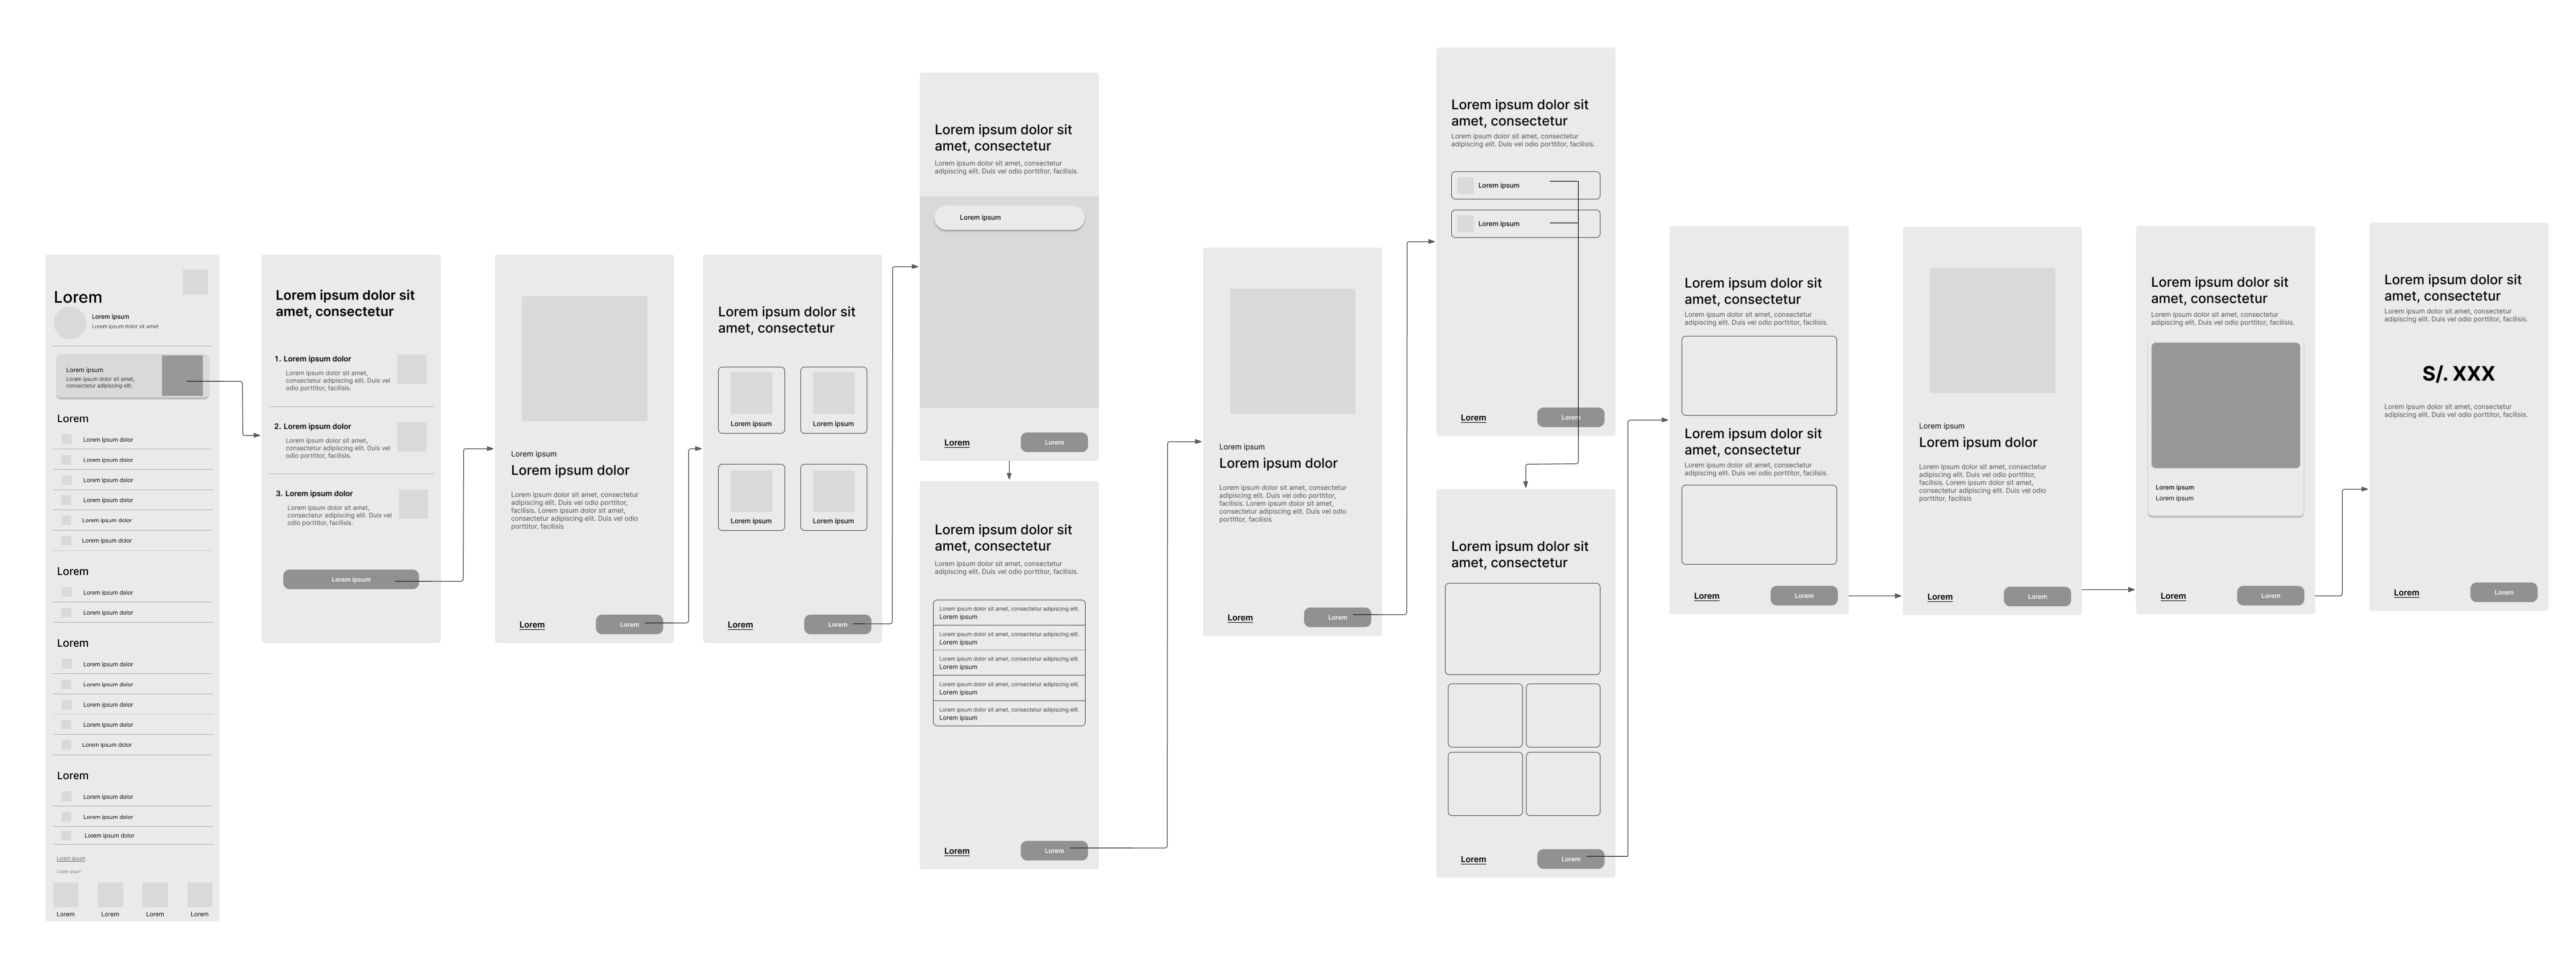 Lorem
Lorem ipsum
Lorem ipsum dolor sit amet
Lorem ipsum
Lorem ipsum dolor sit amet,
consectetur adipiscing elit.
Lorem
Lorem ipsum dolor
Lorem ipsum dolor
Lorem ipsum dolor
Lorem ipsum dolor
Lorem ipsum dolor
Lorem ipsum dolor
Lorem
Lorem ipsum dolor
Lorem ipsum dolor
Lorem
Lorem ipsum dolor
Lorem ipsum dolor
Lorem ipsum dolor
Lorem ipsum dolor
Lorem ipsum dolor
Lorem
Lorem ipsum dolor
Lorem ipsum dolor
Lorem ipsum dolor
Lorem ipsum
Lorem ipsum
Lorem
Lorem
Lorem
Lorem
Lorem ipsum dolor sit
amet, consectetur
1. Lorem ipsum dolor
Lorem ipsum dolor sit amet,
consectetur adipiscing elit. Duis vel
odio porttitor, facilisis.
2. Lorem ipsum dolor
Lorem ipsum dolor sit amet,
consectetur adipiscing elit. Duis vel
odio porttitor, facilisis.
3. Lorem ipsum dolor
Lorem ipsum dolor sit amet,
consectetur adipiscing elit. Duis vel
odio porttitor, facilisis.
Lorem ipsum
Lorem ipsum
Lorem ipsum dolor
Lorem ipsum dolor sit amet, consectetur
adipiscing elit. Duis vel odio porttitor,
facilisis. Lorem ipsum dolor sit amet,
consectetur adipiscing elit. Duis vel odio
porttitor, facilisis
Lorem
Lorem
Lorem ipsum dolor sit
amet, consectetur
Lorem ipsum
Lorem ipsum
Lorem ipsum
Lorem ipsum
Lorem
Lorem
Lorem ipsum dolor sit
amet, consectetur
Lorem ipsum dolor sit amet, consectetur
adipiscing elit. Duis vel odio porttitor, facilisis.
Lorem ipsum
Lorem
Lorem
Lorem ipsum dolor sit
amet, consectetur
Lorem ipsum dolor sit amet, consectetur
adipiscing elit. Duis vel odio porttitor, facilisis.
Lorem ipsum dolor sit amet, consectetur adipiscing elit.
Lorem ipsum
Lorem ipsum dolor sit amet, consectetur adipiscing elit.
Lorem ipsum
Lorem ipsum dolor sit amet, consectetur adipiscing elit.
Lorem ipsum
Lorem ipsum dolor sit amet, consectetur adipiscing elit.
Lorem ipsum
Lorem ipsum dolor sit amet, consectetur adipiscing elit.
Lorem ipsum
Lorem
Lorem
Lorem ipsum
Lorem ipsum dolor
Lorem ipsum dolor sit amet, consectetur
adipiscing elit. Duis vel odio porttitor,
facilisis. Lorem ipsum dolor sit amet,
consectetur adipiscing elit. Duis vel odio
porttitor, facilisis
Lorem
Lorem
Lorem ipsum dolor sit
amet, consectetur
Lorem ipsum dolor sit amet, consectetur
adipiscing elit. Duis vel odio porttitor, facilisis.
Lorem ipsum
Lorem ipsum
Lorem
Lorem
Lorem ipsum dolor sit
amet, consectetur
Lorem
Lorem
Lorem ipsum dolor sit
amet, consectetur
Lorem ipsum dolor sit amet, consectetur
adipiscing elit. Duis vel odio porttitor, facilisis.
Lorem ipsum dolor sit
amet, consectetur
Lorem ipsum dolor sit amet, consectetur
adipiscing elit. Duis vel odio porttitor, facilisis.
Lorem
Lorem
Lorem ipsum
Lorem ipsum dolor
Lorem ipsum dolor sit amet, consectetur
adipiscing elit. Duis vel odio porttitor,
facilisis. Lorem ipsum dolor sit amet,
consectetur adipiscing elit. Duis vel odio
porttitor, facilisis
Lorem
Lorem
Lorem ipsum dolor sit
amet, consectetur
Lorem ipsum dolor sit amet, consectetur
adipiscing elit. Duis vel odio porttitor, facilisis.
Lorem ipsum
Lorem ipsum
Lorem
Lorem
Lorem ipsum dolor sit
amet, consectetur
Lorem ipsum dolor sit amet, consectetur
adipiscing elit. Duis vel odio porttitor, facilisis.
S/. XXX
Lorem ipsum dolor sit amet, consectetur
adipiscing elit. Duis vel odio porttitor, facilisis.
Lorem
Lorem